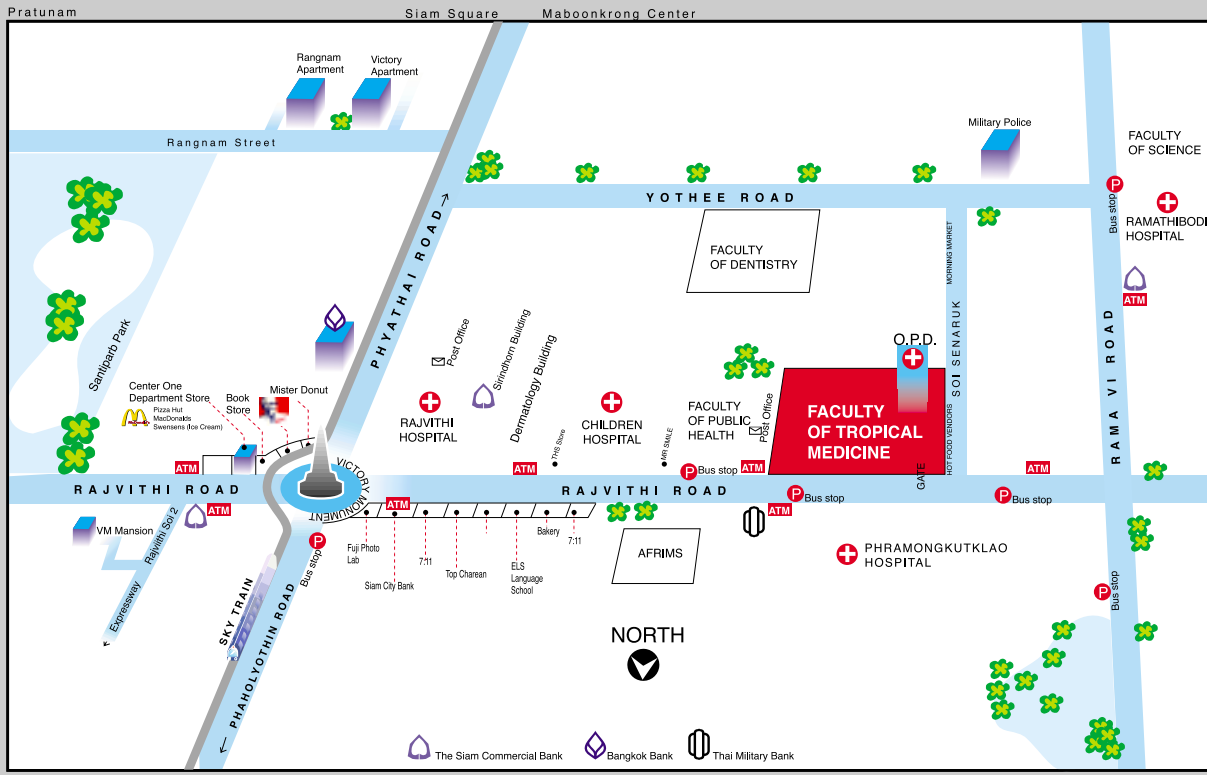 Pratunam
Siam Square
Maboonkrong Center
Rangnam
Apartment
Victory
Apartment
Rangnam Street
Military Police
FACULTY
OF SCIENCE
P
Bus stop
RAMATHIBODI
HOSPITAL
ATM
YOTHEE ROAD
PHYATHAI ROAD
FACULTY
OF DENTISTRY
MORNING MARKET
SOI SENARUK
HOT FOOD VENDORS
RAMA VI ROAD
Santiparb Park
Center One
Department Store
Pizza Hut
MacDonalds
Swensens (Ice Cream)
Book
Store
Mister Donut
Post Office
Sirindhorn Building
Dermatology Building
RAJVITHI
HOSPITAL
CHILDREN
HOSPITAL
THS Store
MR SMILE
FACULTY
OF PUBLIC
HEALTH
Post Office
O.P.D.
FACULTY
OF TROPICAL
MEDICINE
GATE
ATM
ATM
P
Bus stop
ATM
ATM
RAJVITHI ROAD
VICTORY MONUMENT
RAJVITHI ROAD
ATM
ATM
ATM
P
Bus stop
P
Bus stop
VM Mansion
Rajvithi Soi 2
Expressway
SKY TRAIN
PHAHOLYOTHIN ROAD
P
Bus stop
Fuji Photo
Lab
Siam City Bank
7:11
Top Charean
ELS
Language
School
Bakery
7:11
AFRIMS
PHRAMONGKUTKLAO
HOSPITAL
P
Bus stop
NORTH
The Siam Commercial Bank
Bangkok Bank
Thai Military Bank